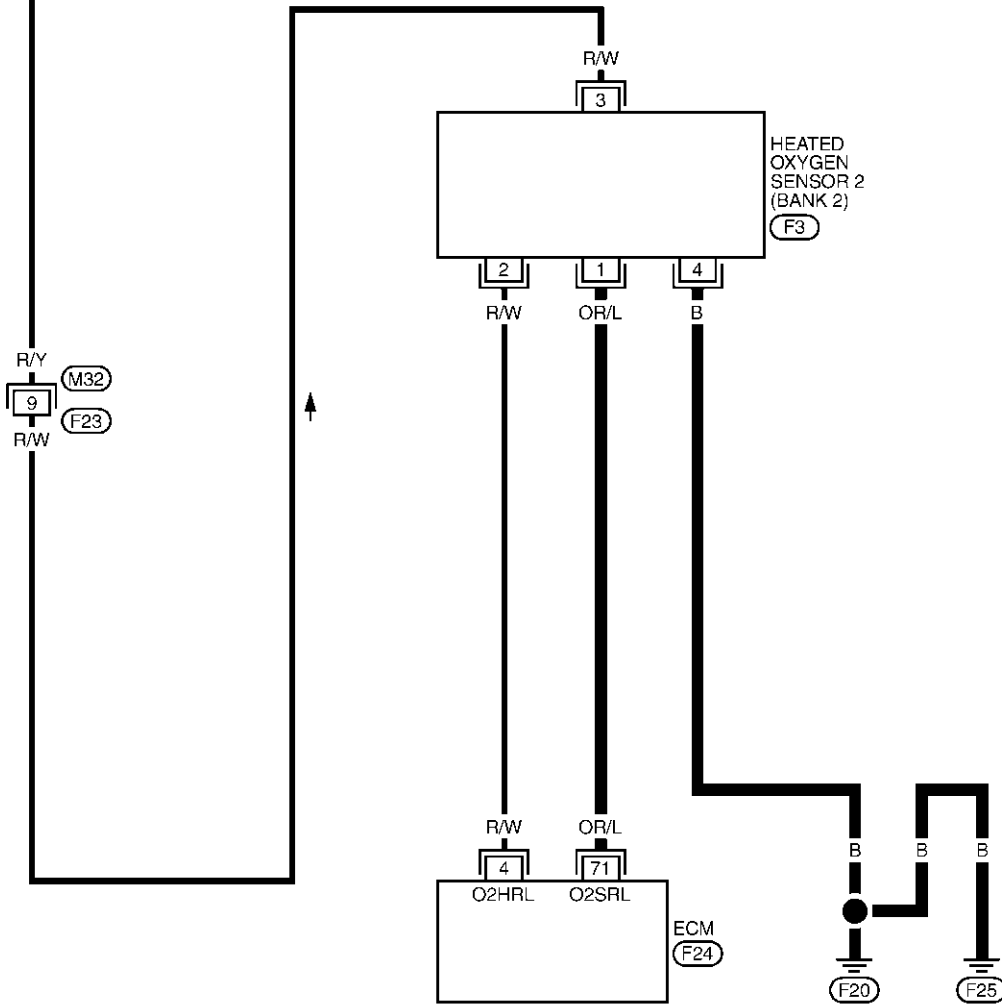 R/W
3
HEATED
OXYGEN
SENSOR 2
(BANK 2)
F3
2
1
4
R/W
OR/L
B
R/Y
M32
9
F23
R/W
R/W
OR/L
B
B
B
4
71
O2HRL
O2SRL
ECM
F24
F20
F25